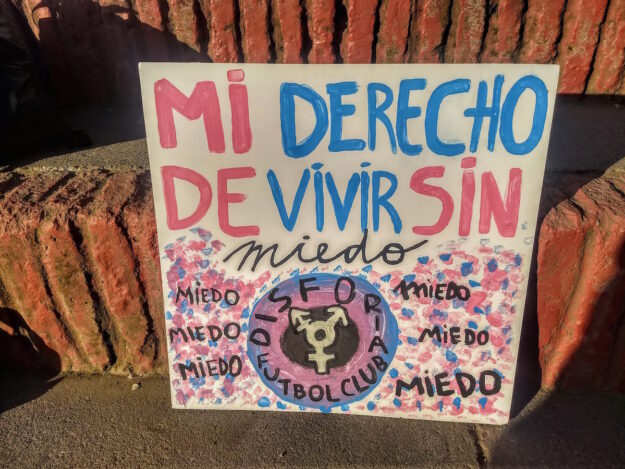 Mi DERECHO
DE ViViR SiN
miedo
MIEDO
MIEDO
MiEDO
DISFORIA
FUTBOL CLUB
MIEDO
MiEDO
MiEDO